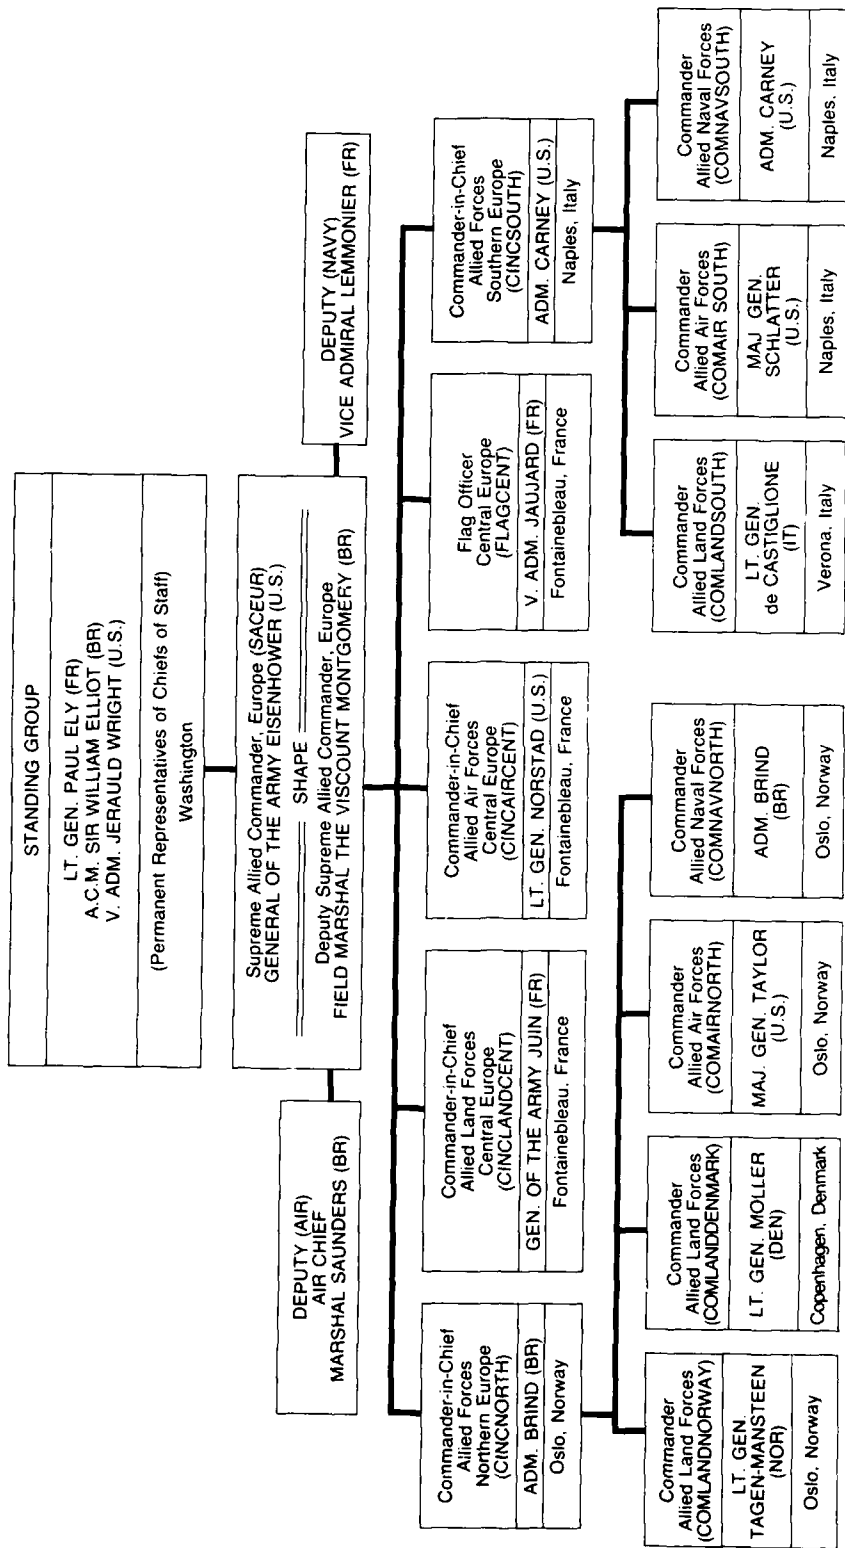 STANDING GROUP
LT. GEN. PAUL ELY (FR)
A.C.M. SIR WILLIAM ELLIOT (BR)
V. ADM. JERAULD WRIGHT (U.S.)
(Permanent Representatives of Chiefs of Staff)
Washington
DEPUTY (AIR)
AIR CHIEF
MARSHAL SAUNDERS (BR)
Supreme Allied Commander, Europe (SACEUR)
GENERAL OF THE ARMY EISENHOWER (U.S.)
SHAPE
Deputy Supreme Allied Commander, Europe
FIELD MARSHAL THE VISCOUNT MONTGOMERY (BR)
DEPUTY (NAVY)
VICE ADMIRAL LEMMONIER (FR)
Commander-in-Chief
Allied Forces
Northern Europe
(CINCNORTH)
ADM. BRIND (BR)
Oslo, Norway
Commander-in-Chief
Allied Land Forces
Central Europe
(CINCLANDCENT)
GEN. OF THE ARMY JUIN (FR)
Fontainebleau, France
Commander-in-Chief
Allied Air Forces
Central Europe
(CINCAIRCENT)
LT. GEN. NORSTAD (U.S.)
Fontainebleau, France
Flag Officer
Central Europe
(FLAGCENT)
V. ADM. JAUJARD (FR)
Fontainebleau, France
Commander-in-Chief
Allied Forces
Southern Europe
(CINCSOUTH)
ADM. CARNEY (U.S.)
Naples, Italy
Commander
Allied Land Forces
(COMLANDNORWAY)
LT. GEN.
TAGEN-MANSTEEN
(NOR)
Oslo, Norway
Commander
Allied Land Forces
(COMLANDDENMARK)
LT. GEN. MOLLER
(DEN)
Copenhagen, Denmark
Commander
Allied Air Forces
(COMAIRNORTH)
MAJ. GEN. TAYLOR
(U.S.)
Oslo, Norway
Commander
Allied Naval Forces
(COMNAVNORTH)
ADM. BRIND
(BR)
Oslo, Norway
Commander
Allied Land Forces
(COMLANDSOUTH)
LT. GEN.
de CASTIGLIONE
(IT)
Verona, Italy
Commander
Allied Air Forces
(COMAIR SOUTH)
MAJ GEN.
SCHLATTER
(U.S.)
Naples, Italy
Commander
Allied Naval Forces
(COMNAVSOUTH)
ADM. CARNEY
(U.S.)
Naples, Italy